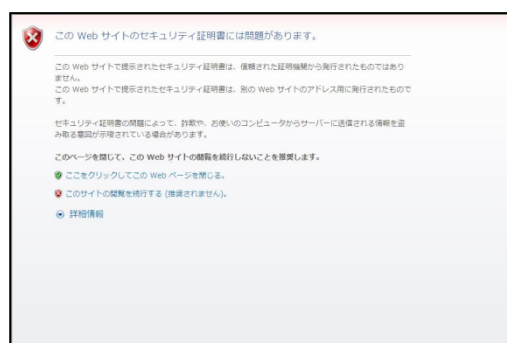 この Web サイトのセキュリティ証明書には問題があります。
この Web サイトで提示されたセキュリティ証明書は、信頼された証明機関から発行されたものではあり
ません。
この Web サイトで提示されたセキュリティ証明書は、別の Web サイトのアドレス用に発行されたもので
す。
セキュリティ証明書の問題によって、詐欺や、お使いのコンピュータからサーバーに送信される情報を盗
み取る意図が示唆されている場合があります。
このページを閉じて、この Web サイトの閲覧を続行しないことを推奨します。
ここをクリックしてこの Web ページを閉じる。
このサイトの閲覧を続行する (推奨されません)。
詳細情報